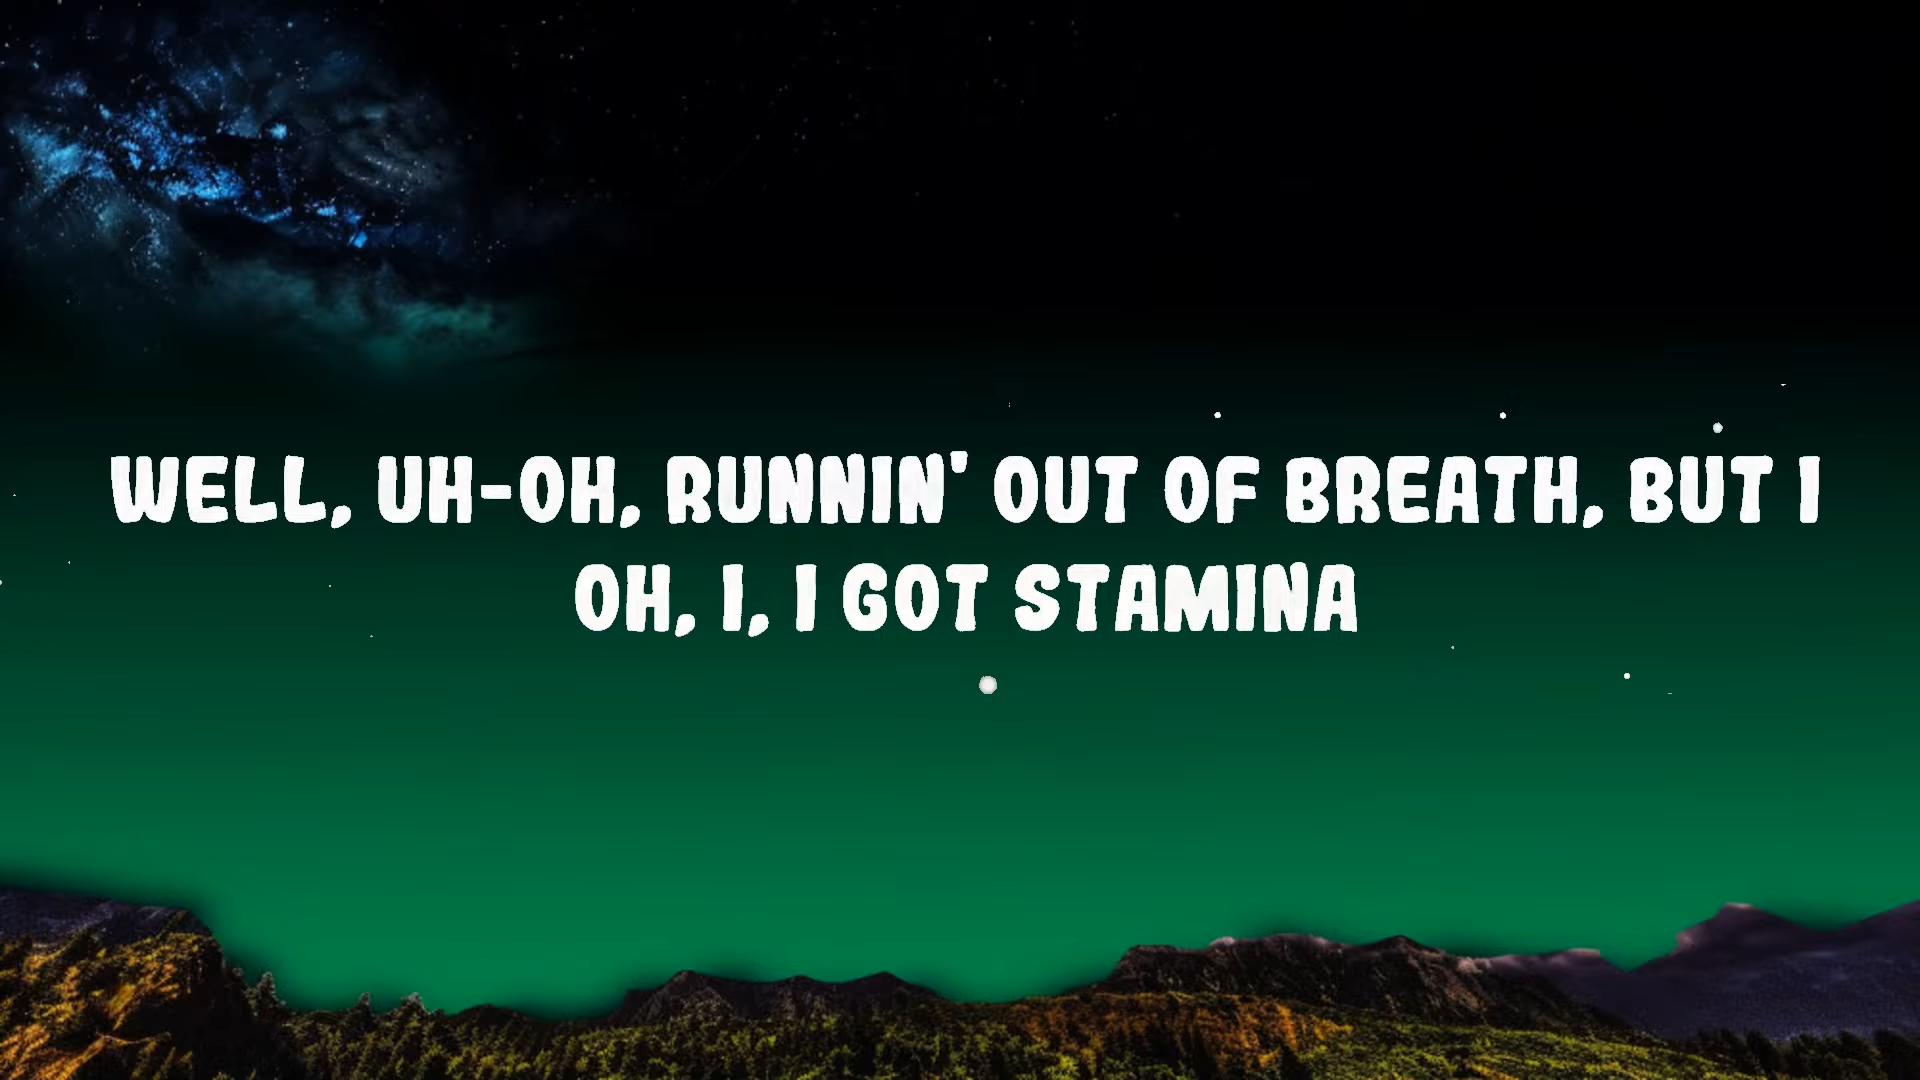 WELL, UH-OH, RUNNIN' OUT OF BREATH, BUT I
OH, I, I GOT STAMINA